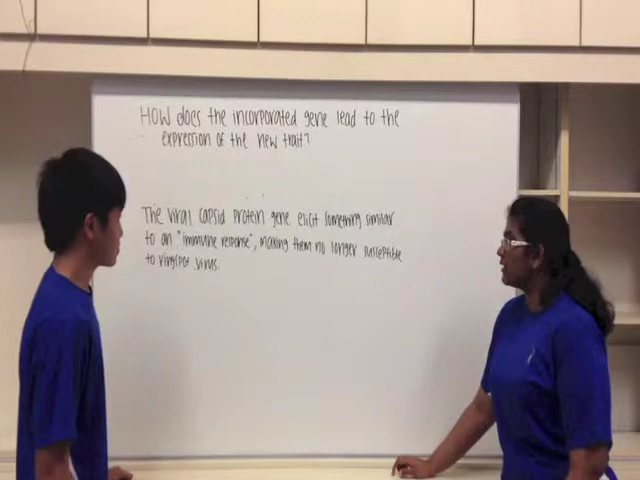 HOW does the incorporated gene lead to the
expression of the new trait?
The viral capsid protein gene elicit something similar
to an "immune response", making them no longer susceptible
to ringspot virus.